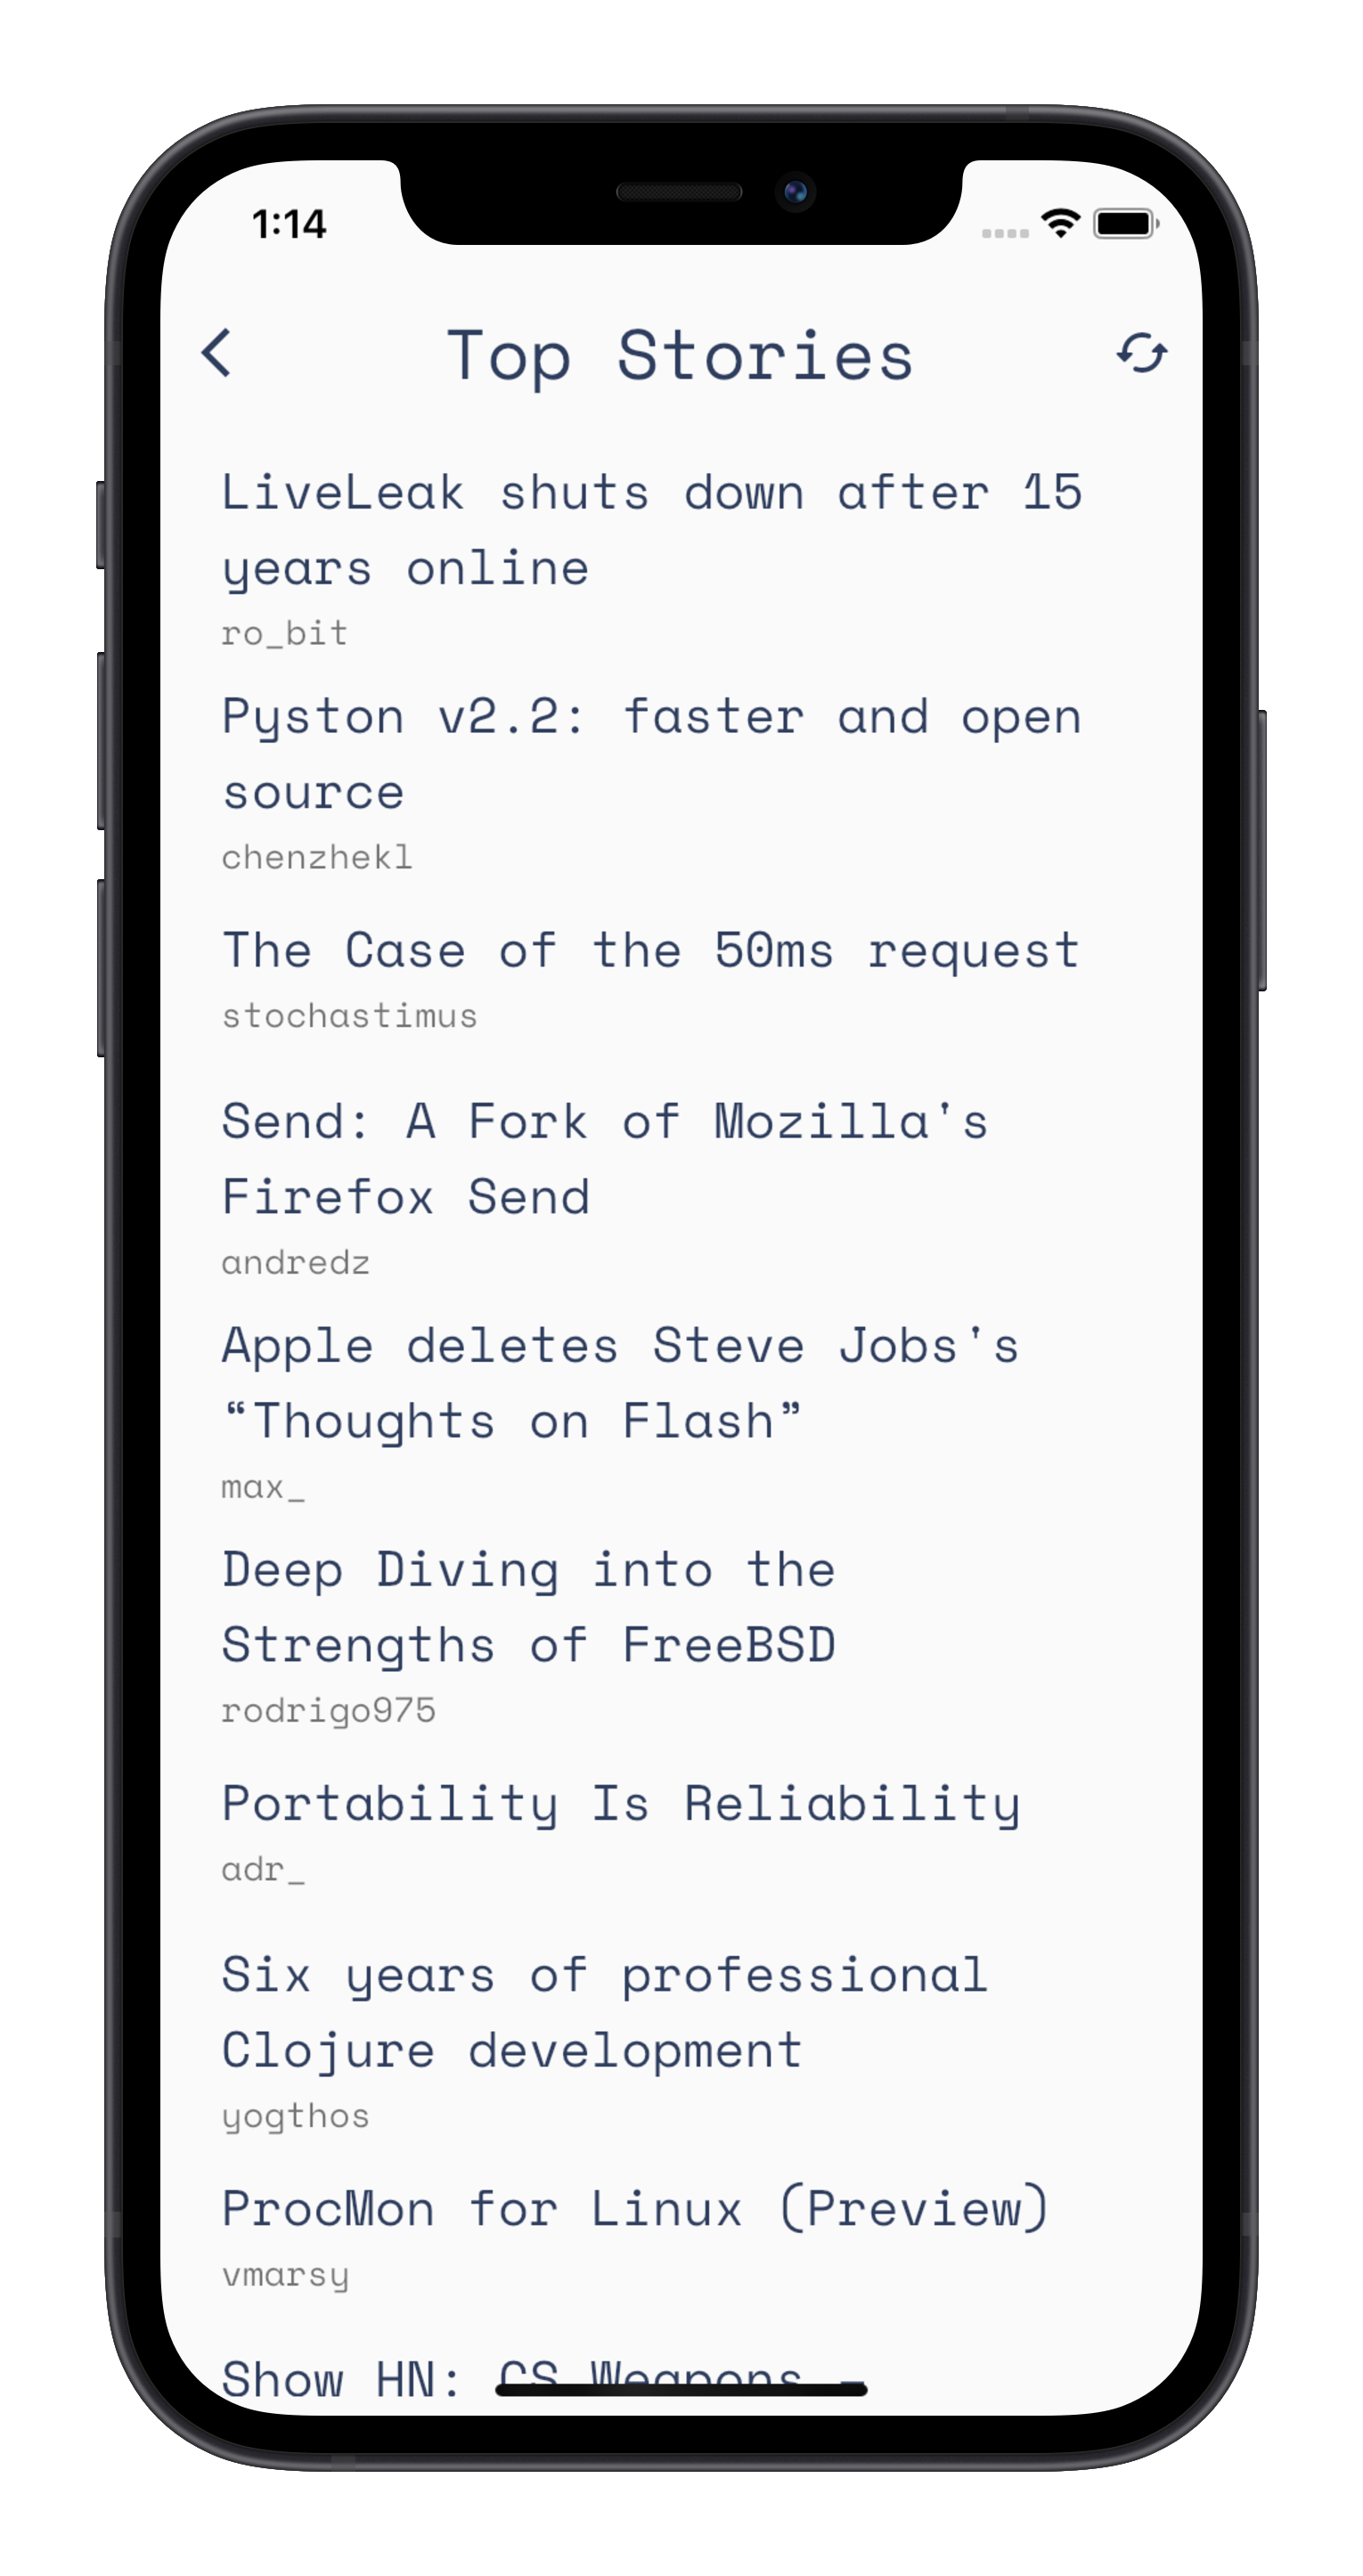 1:14
Top Stories
LiveLeak shuts down after 15
years online
ro_bit
Pyston v2.2: faster and open
source
chenzhekl
The Case of the 50ms request
stochastimus
Send: A Fork of Mozilla's
Firefox Send
andredz
Apple deletes Steve Jobs's
“Thoughts on Flash”
max_
Deep Diving into the
Strengths of FreeBSD
rodrigo975
Portability Is Reliability
adr_
Six years of professional
Clojure development
yogthos
ProcMon for Linux (Preview)
vmarsy
Show HN: CS Weapons –